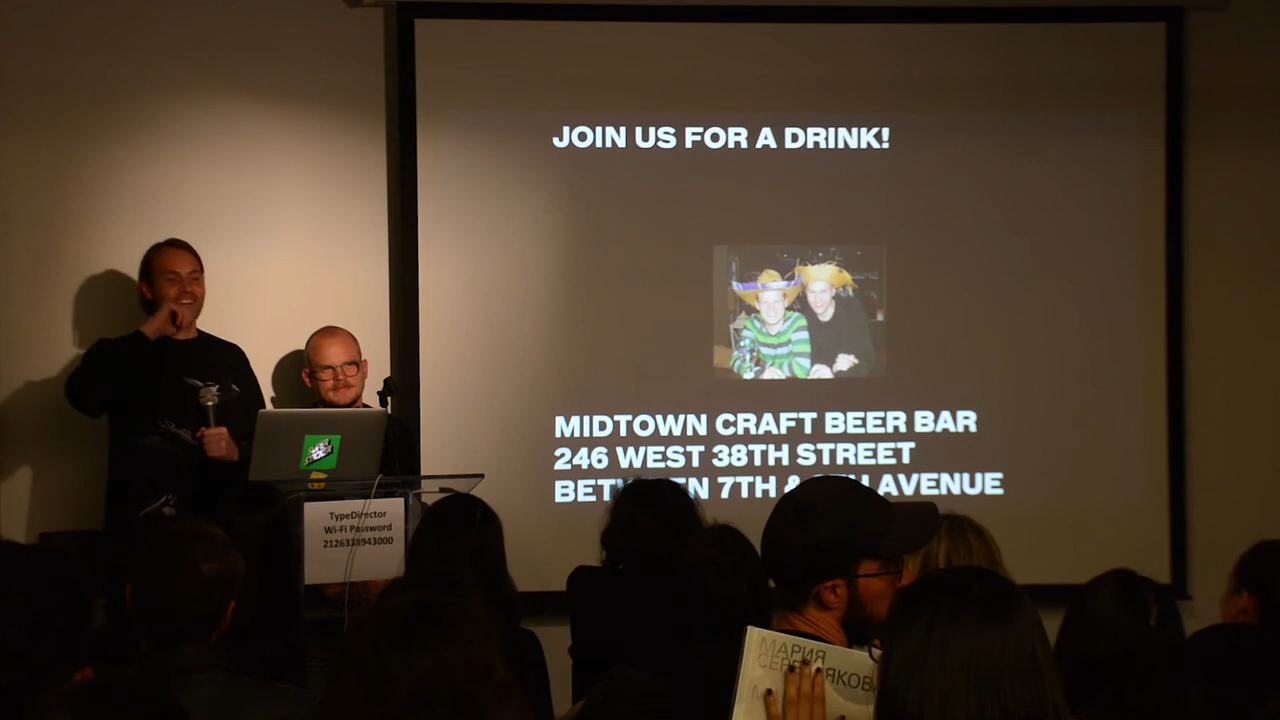 JOIN US FOR A DRINK!
MIDTOWN CRAFT BEER BAR
246 WEST 38TH STREET
7TH & AVENUE
TypeDirector
Wi-Fi Password
2126338943000
МАРИЯ